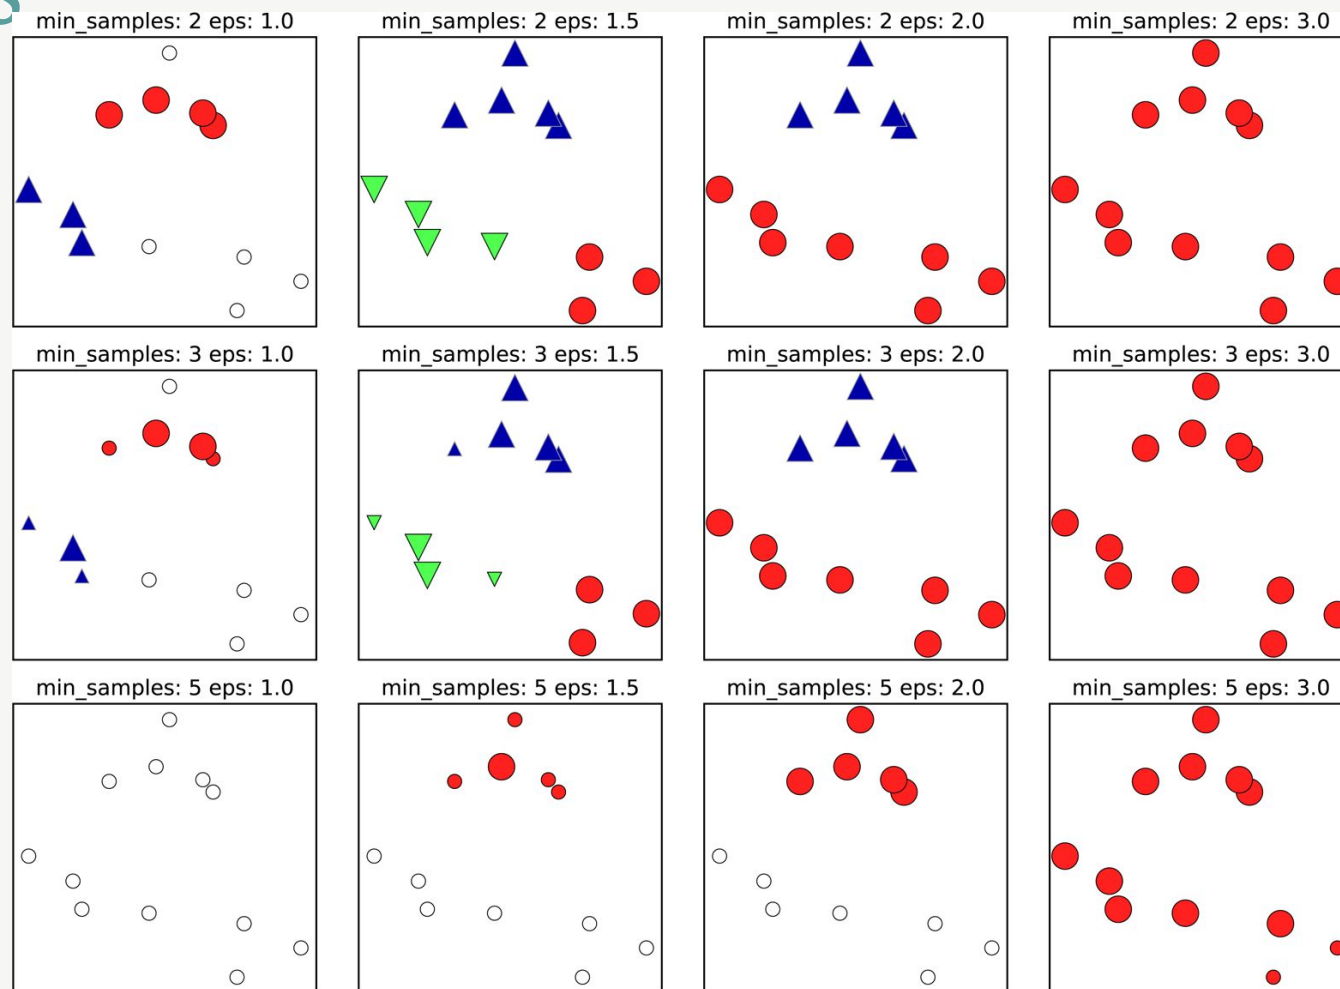 min_samples: 2 eps: 1.0
min_samples: 2 eps: 1.5
min_samples: 2 eps: 2.0
min_samples: 2 eps: 3.0
min_samples: 3 eps: 1.0
min_samples: 3 eps: 1.5
min_samples: 3 eps: 2.0
min_samples: 3 eps: 3.0
min_samples: 5 eps: 1.0
min_samples: 5 eps: 1.5
min_samples: 5 eps: 2.0
min_samples: 5 eps: 3.0